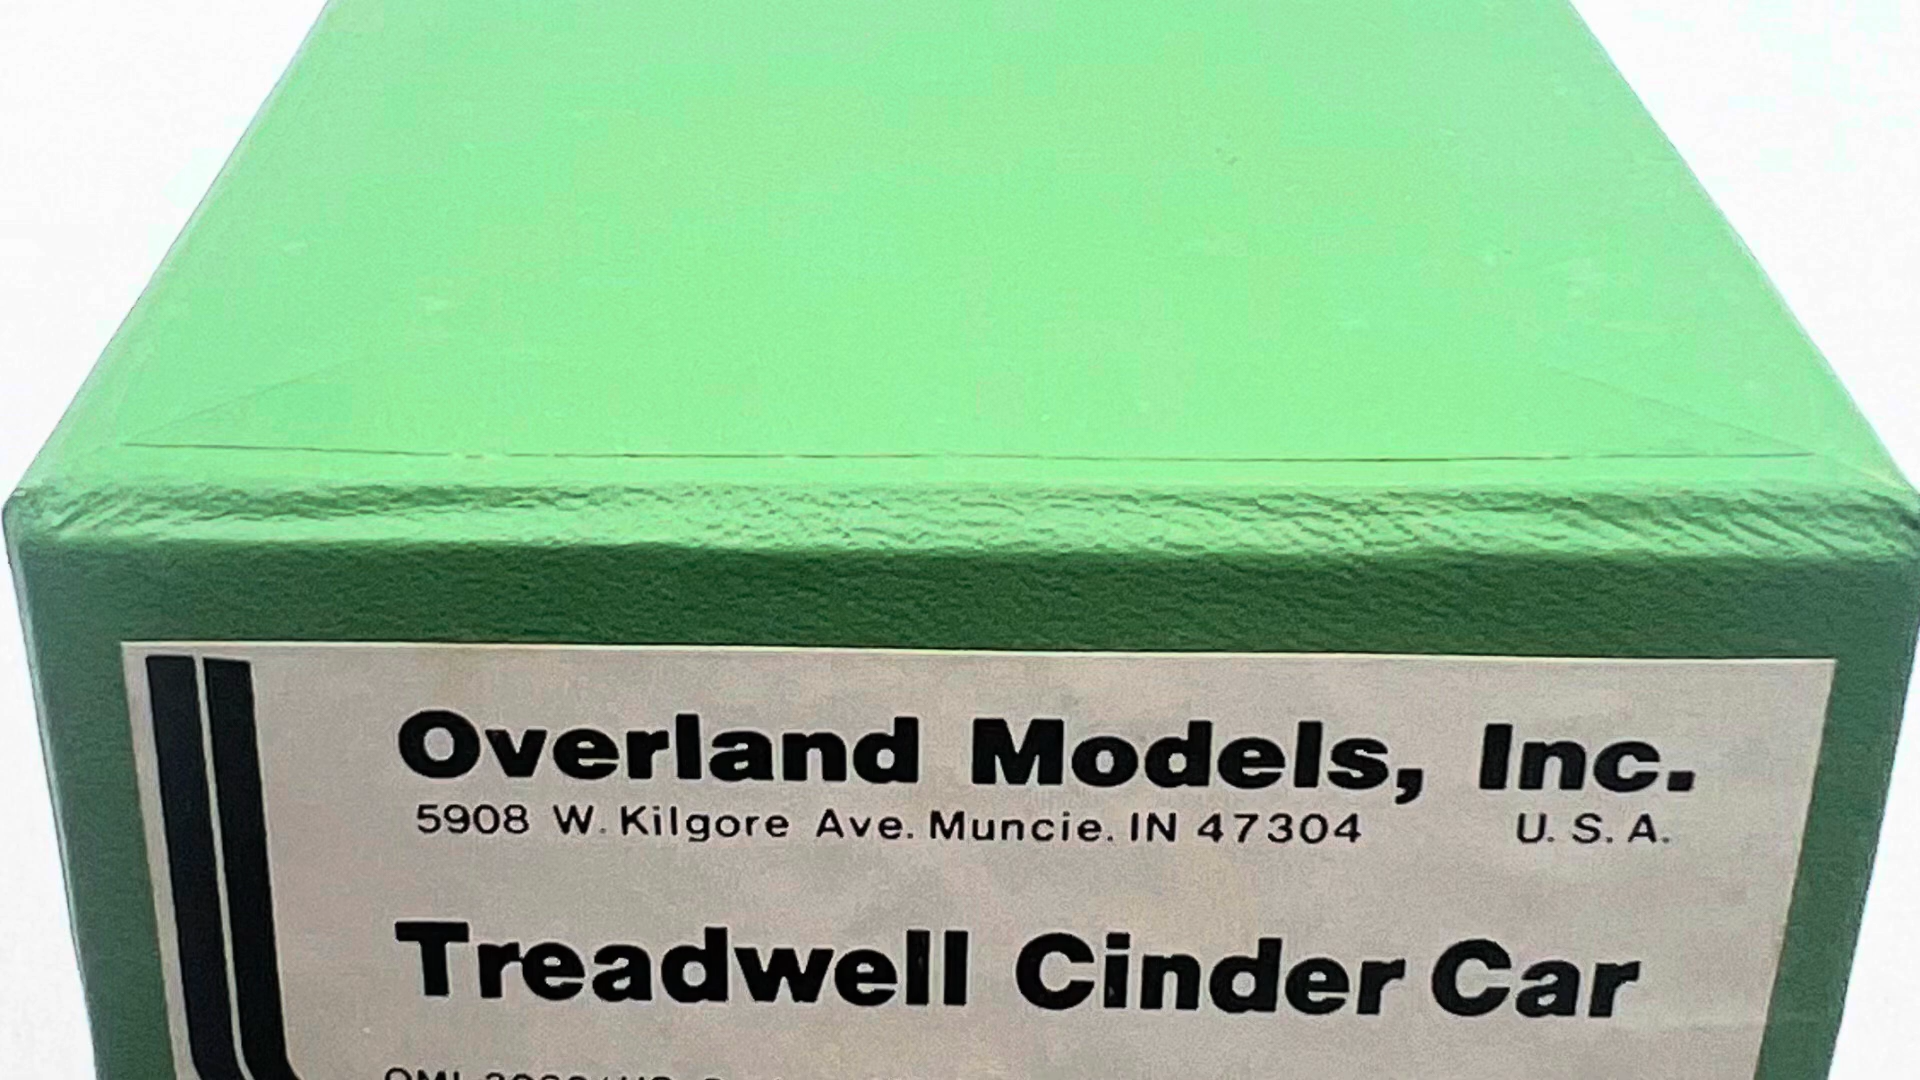 Overland Models, Inc.
5908 W. Kilgore Ave. Muncie. IN 47304 U. S. A.
Treadwell Cinder Car